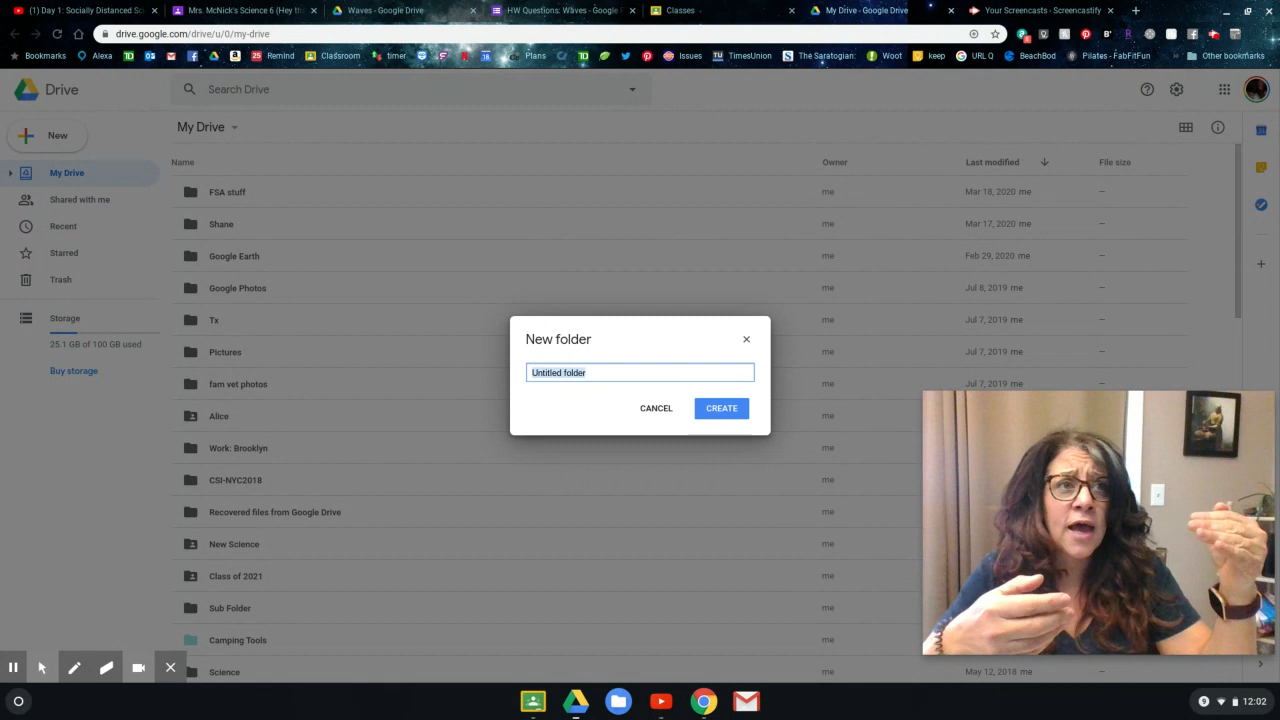 (1) Day 1: Socially Distanced Sc
Mrs. McNick's Science 6 (Hey th
Waves - Google Drive
HW Questions: Waves - Google F
Classes
My Drive - Google Drive
Your Screencasts - Screencastify
drive.google.com/drive/u/0/my-drive
Bookmarks
Alexa
Remind
Classroom
timer
Plans
Issues
TimesUnion
The Saratogian:
Woot
keep
URL Q
BeachBod
Pilates - FabFitFun
Other bookmarks
Drive
Search Drive
New
My Drive
Name
Owner
Last modified
File size
My Drive
Shared with me
Recent
Starred
Trash
Storage
25.1 GB of 100 GB used
Buy storage
FSA stuff me Mar 18, 2020 me –
Shane me Mar 17, 2020 me –
Google Earth me Feb 29, 2020 me –
Google Photos me Jul 8, 2019 me –
Tx me Jul 7, 2019 me –
Pictures me Jul 7, 2019 me –
fam vet photos me Jul 7, 2019 me –
Alice me
Work: Brooklyn me
CSI-NYC2018 me
Recovered files from Google Drive me
New Science me
Class of 2021 me
Sub Folder me
Camping Tools me
Science me May 12, 2018 me –
New folder
Untitled folder
CANCEL
CREATE
12:02